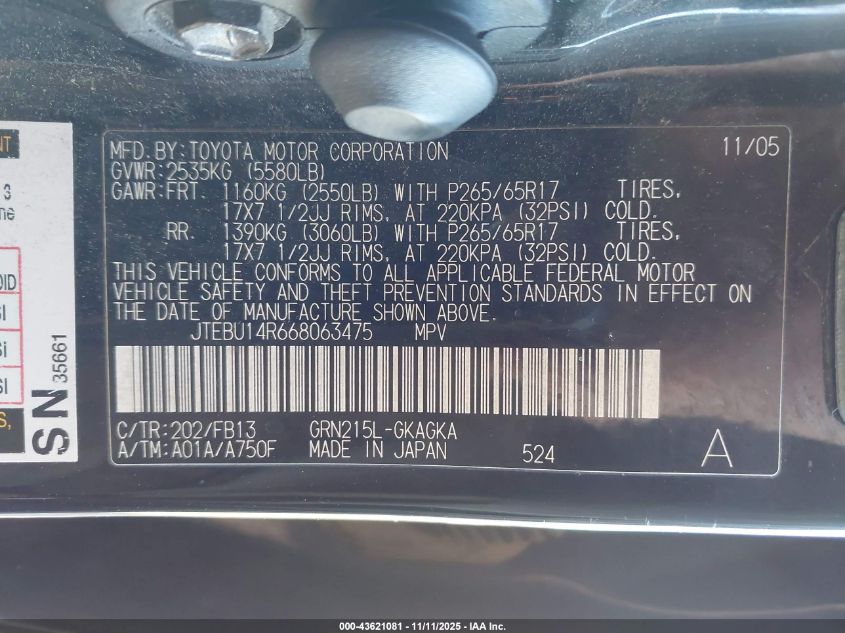 MFD. BY: TOYOTA MOTOR CORPORATION 11/05
GVWR: 2535KG (5580LB)
GAWR: FRT. 1160KG (2550LB) WITH P265/65R17 TIRES,
17X7 1/2JJ RIMS, AT 220KPA (32PSI) COLD.
RR. 1390KG (3060LB) WITH P265/65R17 TIRES,
17X7 1/2JJ RIMS, AT 220KPA (32PSI) COLD.
THIS VEHICLE CONFORMS TO ALL APPLICABLE FEDERAL MOTOR
VEHICLE SAFETY AND THEFT PREVENTION STANDARDS IN EFFECT ON
THE DATE OF MANUFACTURE SHOWN ABOVE.
JTEBU14R668063475 MPV
C/TR: 202/FB13 GRN215L-GKAGKA
A/TM: A01A/A750F MADE IN JAPAN 524 A
SN 35661
000-43621081 - 11/11/2025 - IAA Inc.